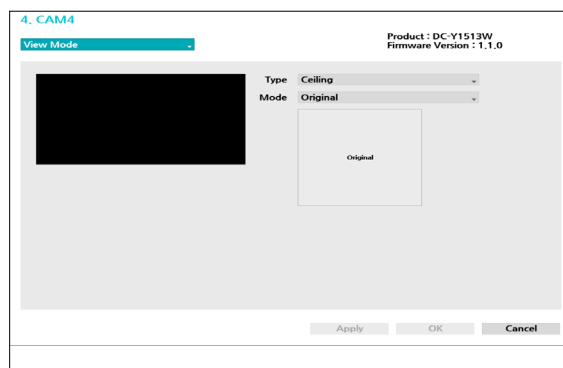 4. CAM4
View Mode
Product : DC-Y1513W
Firmware Version : 1.1.0
Type Ceiling
Mode Original
Original
Apply OK Cancel